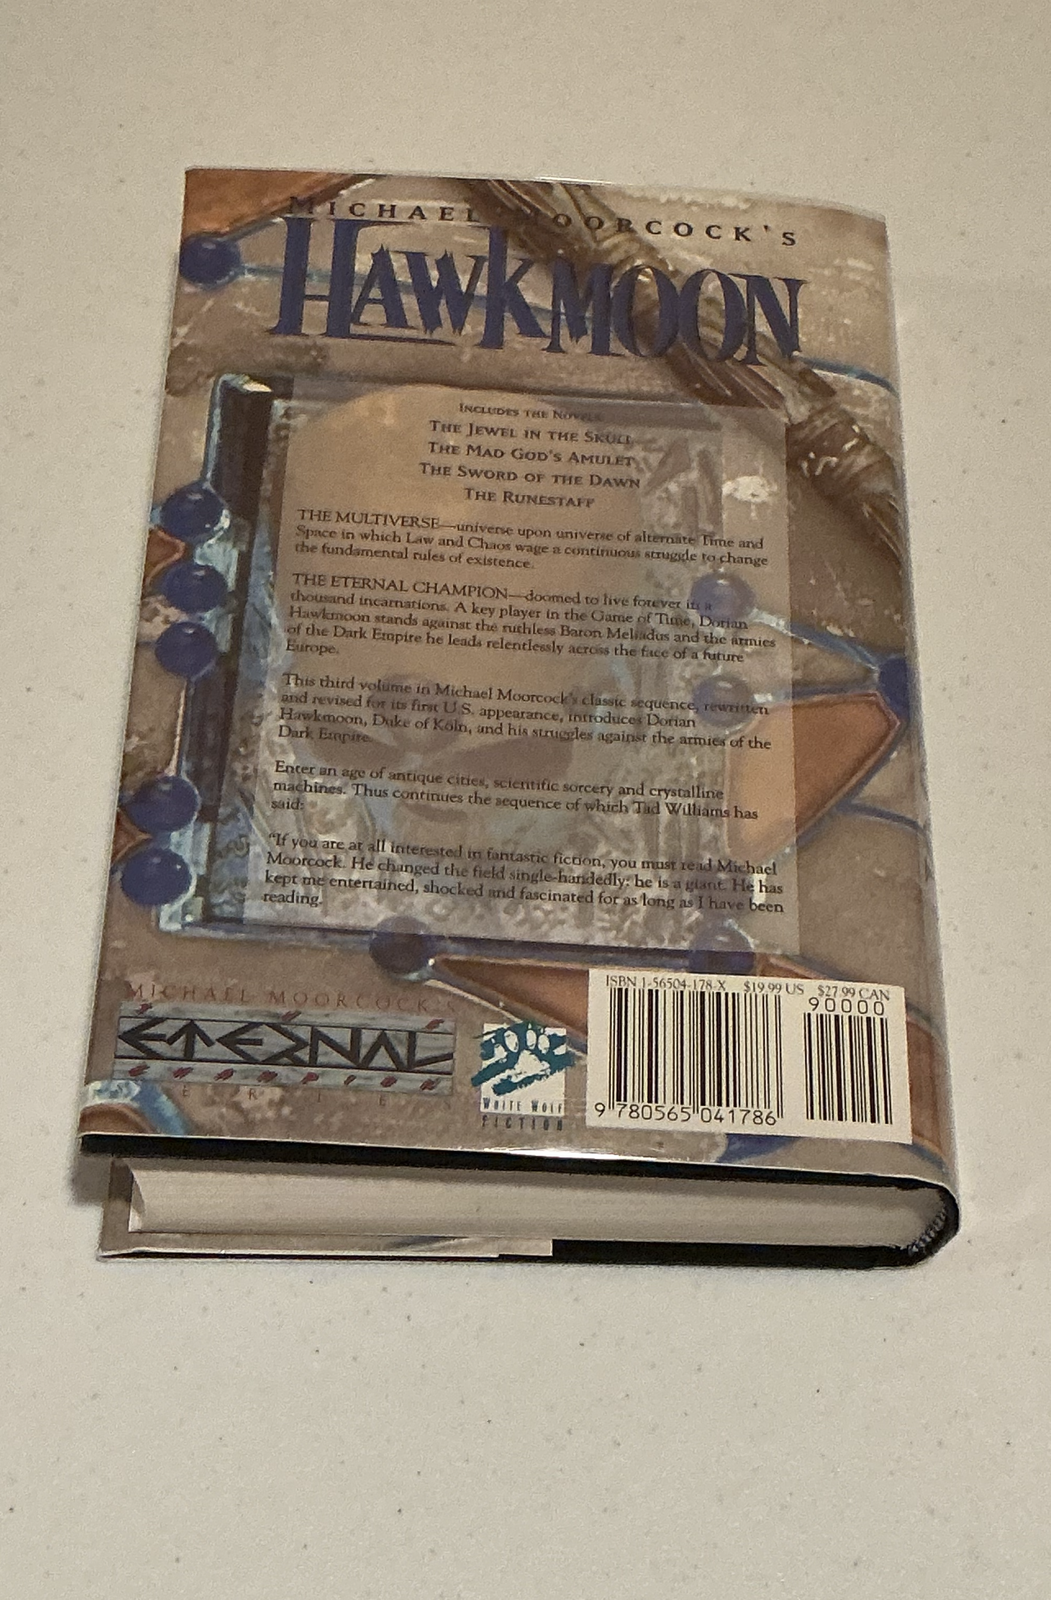 MICHAEL MOORCOCK'S
HAWKMOON
INCLUDES THE NOVELS
THE JEWEL IN THE SKULL
THE MAD GOD'S AMULET
THE SWORD OF THE DAWN
THE RUNESTAFF
THE MULTIVERSE—universe upon universe of alternate Time and
Space in which Law and Chaos wage a continuous struggle to change
the fundamental rules of existence.
THE ETERNAL CHAMPION—doomed to live forever in a
thousand incarnations. A key player in the Game of Time, Dorian
Hawkmoon stands against the ruthless Baron Meliadus and the armies
of the Dark Empire he leads relentlessly across the face of a future
Europe.
This third volume in Michael Moorcock's classic sequence, rewritten
and revised for its first U.S. appearance, introduces Dorian
Hawkmoon, Duke of Köln, and his struggles against the armies of the
Dark Empire.
Enter an age of antique cities, scientific sorcery and crystalline
machines. Thus continues the sequence of which Tad Williams has
said:
"If you are at all interested in fantastic fiction, you must read Michael
Moorcock. He changed the field single-handedly: he is a giant. He has
kept me entertained, shocked and fascinated for as long as I have been
reading.
MICHAEL MOORCOCK'S
ETERNAL
CHAMPION
SERIES
WHITE WOLF
FICTION
ISBN 1-56504-178-X $19.99 US $27.99 CAN
90000
9 780565 041786